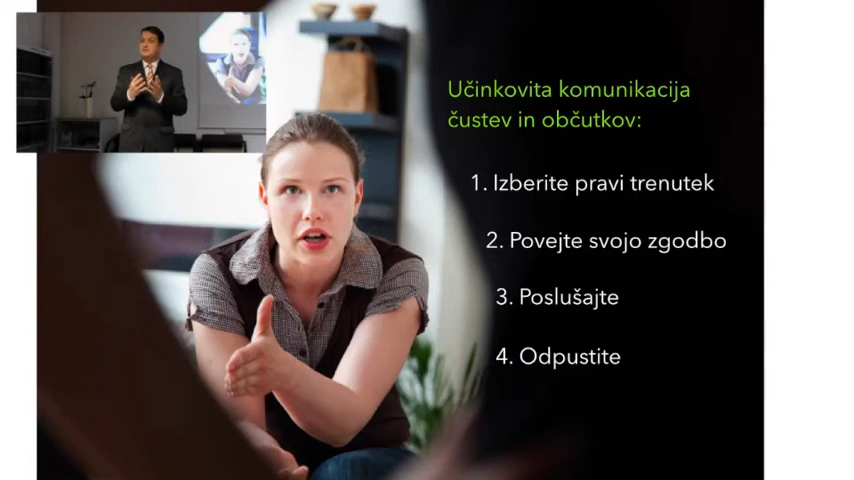 Učinkovita komunikacija
čustev in občutkov:
1. Izberite pravi trenutek
2. Povejte svojo zgodbo
3. Poslušajte
4. Odpustite